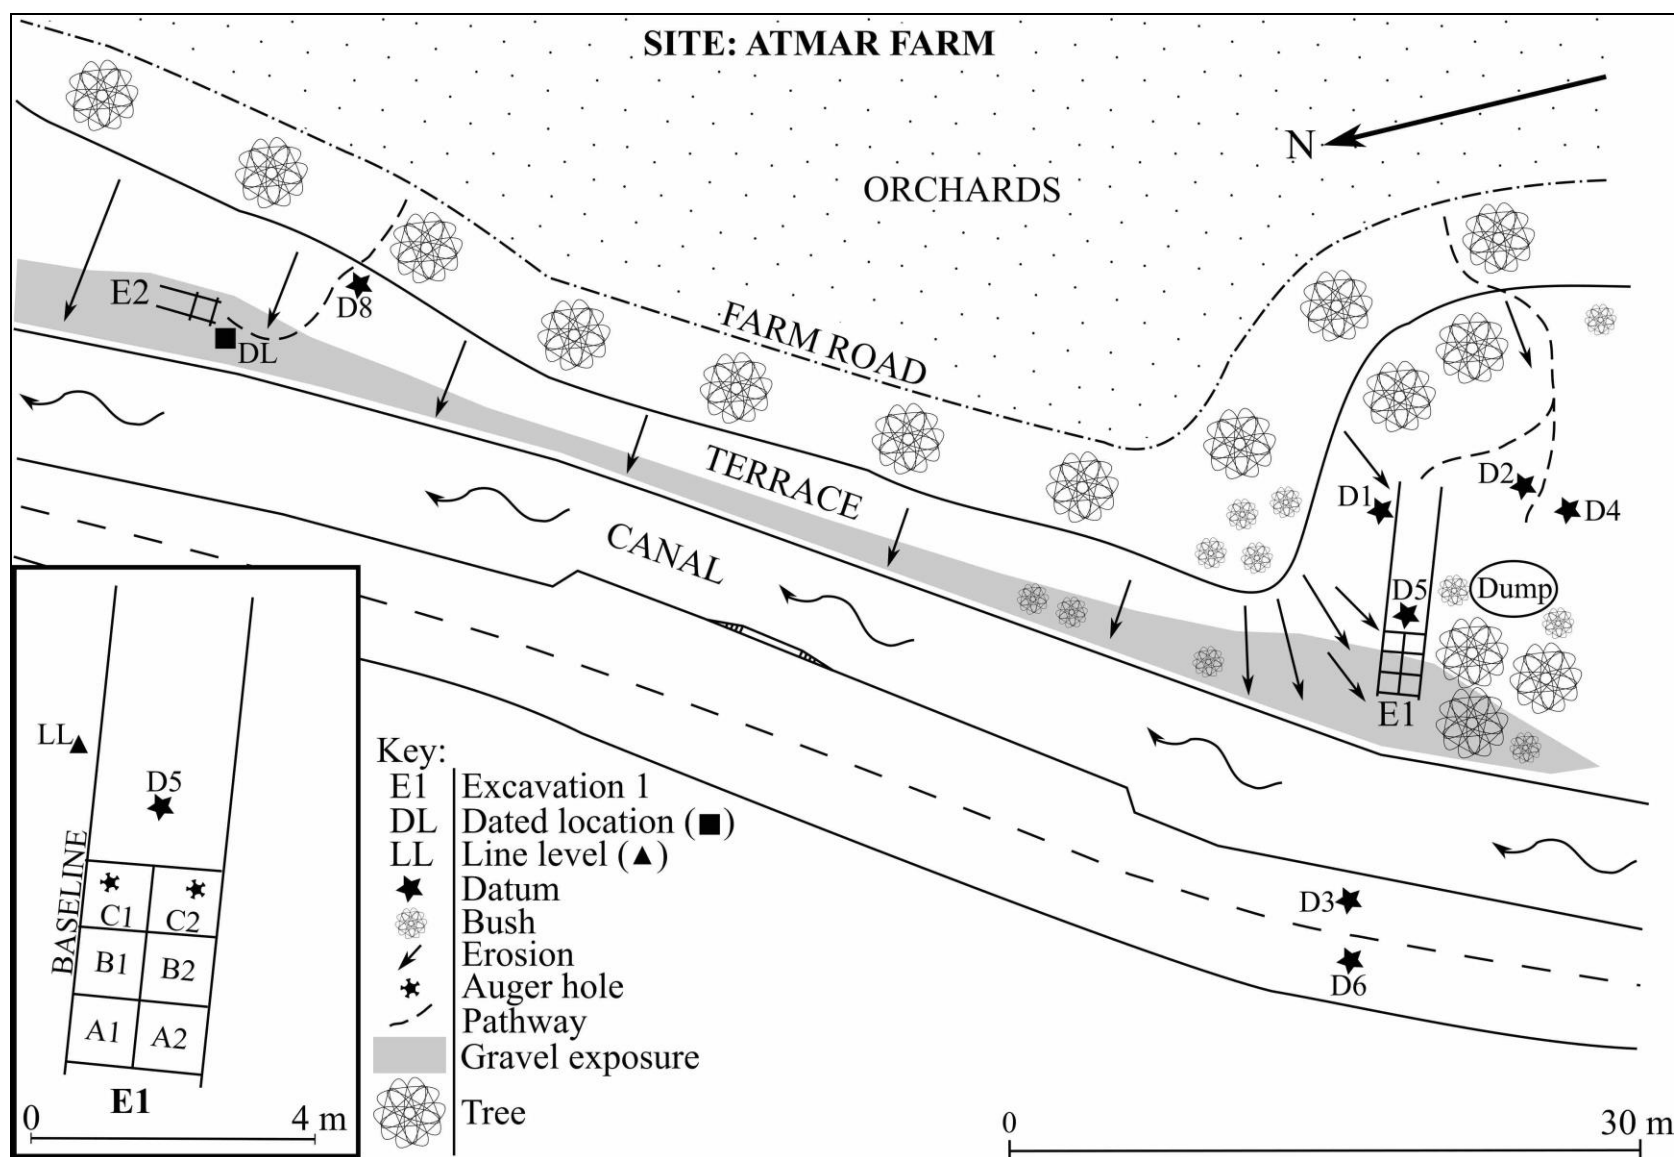 SITE: ATMAR FARM
N
ORCHARDS
E2
D8
DL
FARM ROAD
TERRACE
CANAL
D1
D2
D4
D5
Dump
E1
D3
D6
LL
D5
BASELINE
C1
C2
B1
B2
A1
A2
E1
0
4 m
Key:
E1 Excavation 1
DL Dated location (■)
LL Line level (▲)
Datum
Bush
Erosion
Auger hole
Pathway
Gravel exposure
Tree
0
30 m